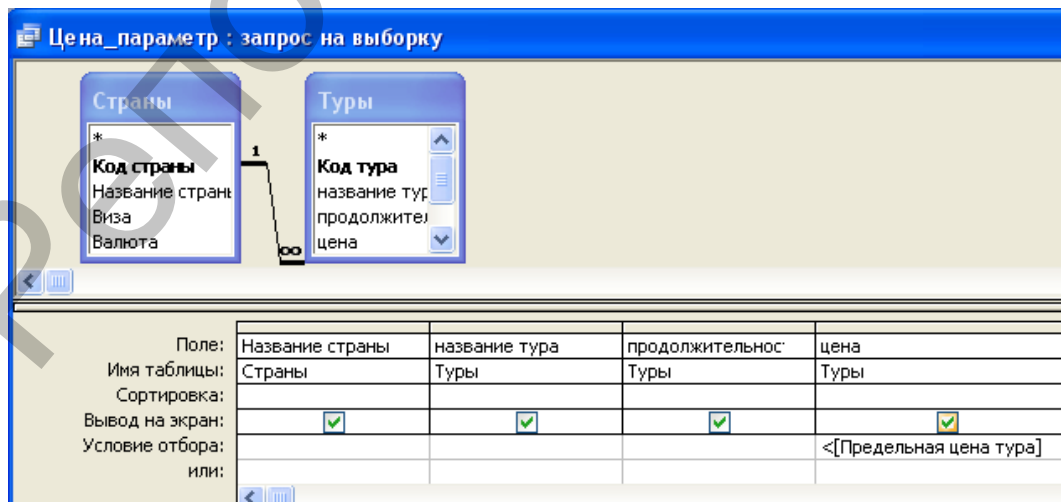 Цена_параметр : запрос на выборку
Страны
Туры
*
Код страны
Название стран
Виза
Валюта
1
∞
*
Код тура
название тур
продолжител
цена
Поле: Название страны название тура продолжительнос цена
Имя таблицы: Страны Туры Туры Туры
Сортировка:
Вывод на экран:
Условие отбора: <[Предельная цена тура]
или: